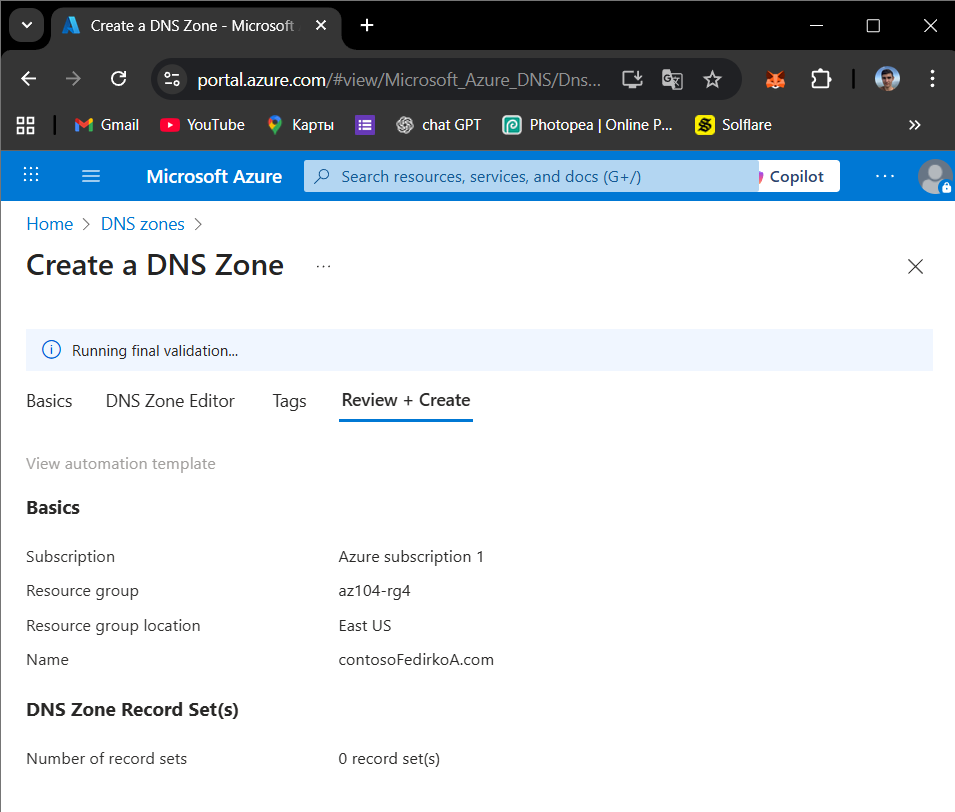 Create a DNS Zone - Microsoft
portal.azure.com/#view/Microsoft_Azure_DNS/Dns...
Gmail YouTube Карты chat GPT Photopea | Online P... Solflare
Microsoft Azure Search resources, services, and docs (G+/) Copilot
Home > DNS zones >
Create a DNS Zone ...
Running final validation...
Basics DNS Zone Editor Tags Review + Create
View automation template
Basics
Subscription Azure subscription 1
Resource group az104-rg4
Resource group location East US
Name contosoFedirkoA.com
DNS Zone Record Set(s)
Number of record sets 0 record set(s)